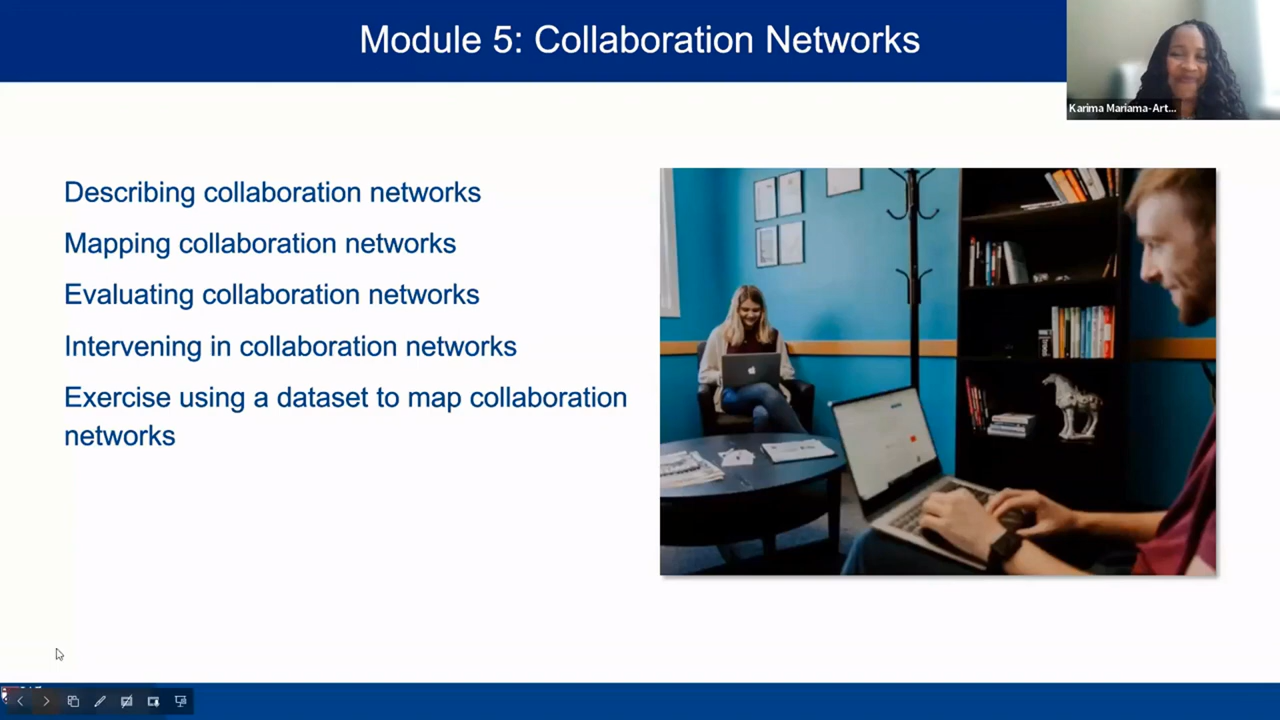 Module 5: Collaboration Networks
Karima Mariama-Art...
Describing collaboration networks
Mapping collaboration networks
Evaluating collaboration networks
Intervening in collaboration networks
Exercise using a dataset to map collaboration
networks